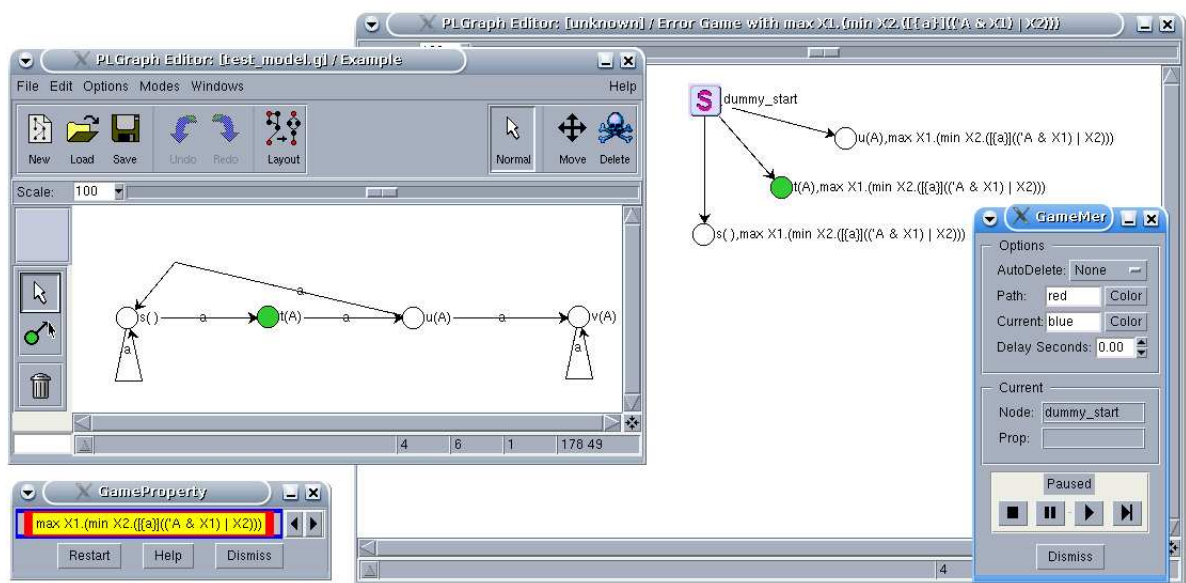 PLGraph Editor: [unknown] / Error Game with max X1.(min X2.([{a}](('A & X1) | X2)))
PLGraph Editor: [test_model.g] / Example
File Edit Options Modes Windows Help
New Load Save Undo Redo Layout Normal Move Delete
Scale: 100
s( ) a t(A) a u(A) a v(A)
a
a
a
4 6 1 178 49
S dummy_start
u(A),max X1.(min X2.([{a}](('A & X1) | X2)))
t(A),max X1.(min X2.([{a}](('A & X1) | X2)))
s( ),max X1.(min X2.([{a}](('A & X1) | X2)))
4
GameMer
Options
AutoDelete: None
Path: red Color
Current: blue Color
Delay Seconds: 0.00
Current
Node: dummy_start
Prop:
Paused
Dismiss
GameProperty
max X1.(min X2.([{a}](('A & X1) | X2)))
Restart Help Dismiss